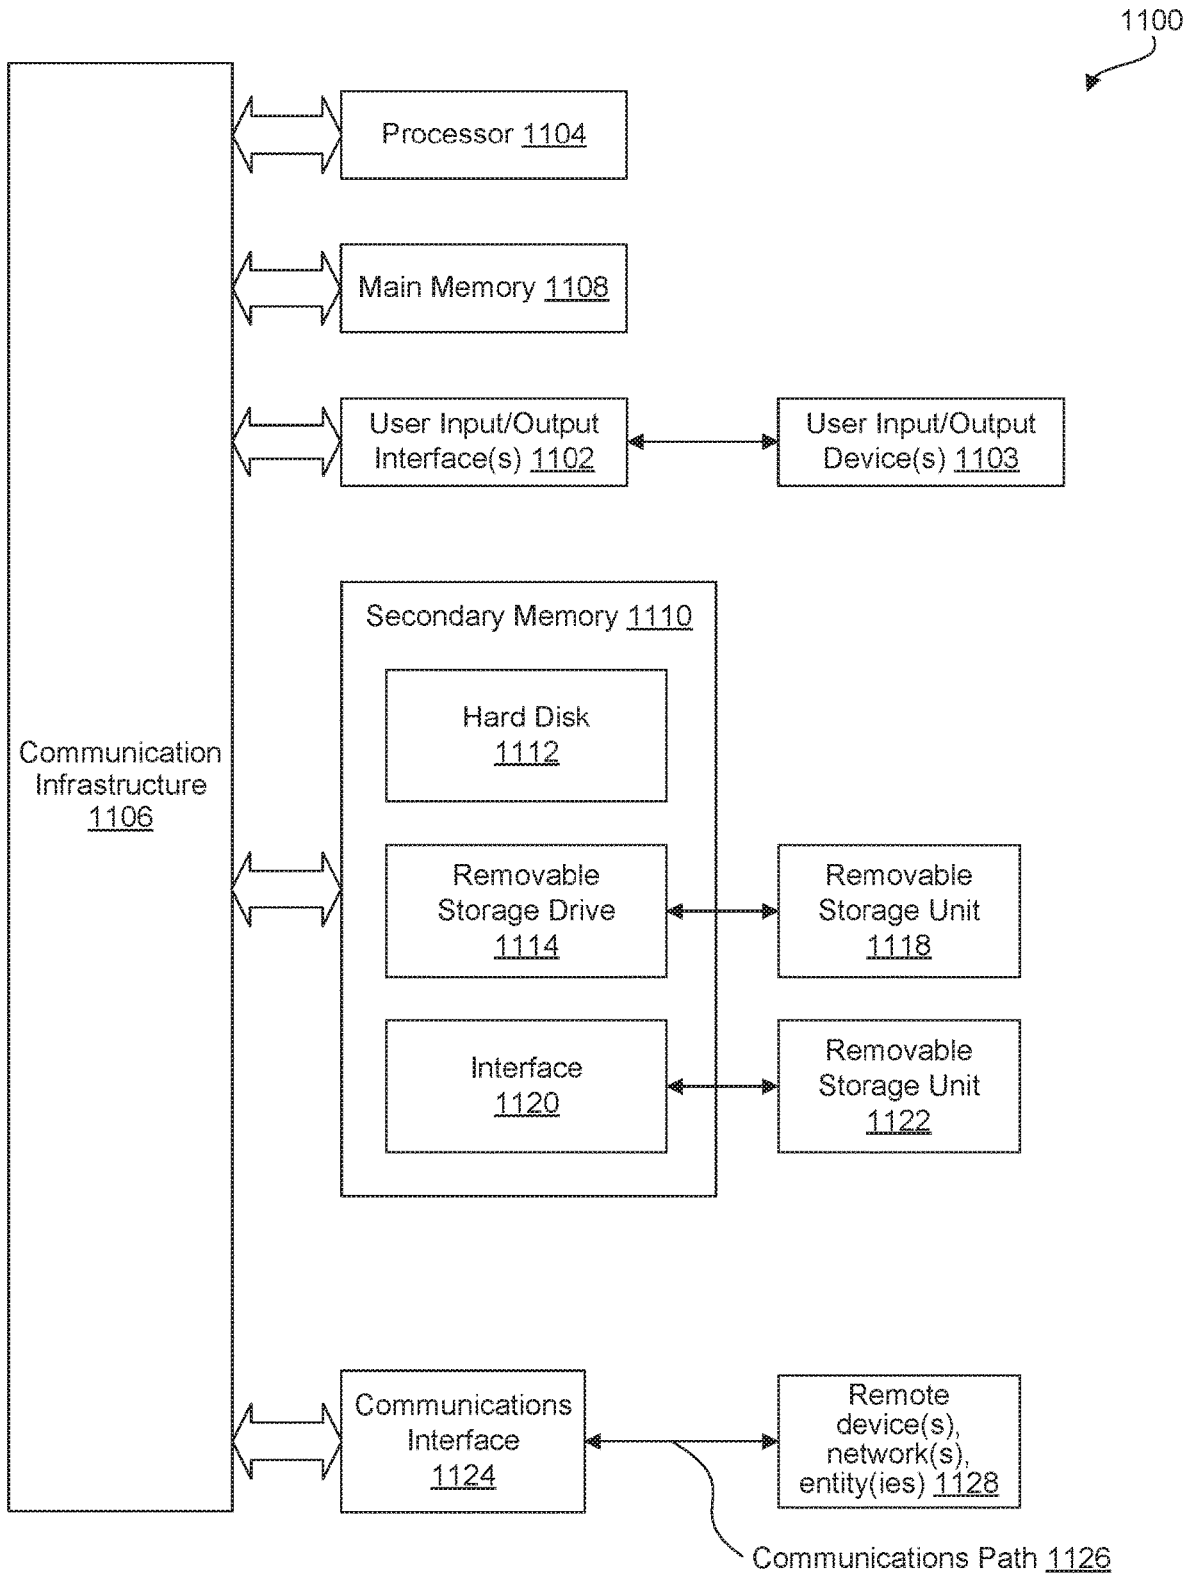 1100
Processor 1104
Main Memory 1108
User Input/Output
Interface(s) 1102
User Input/Output
Device(s) 1103
Secondary Memory 1110
Hard Disk
1112
Communication
Infrastructure
1106
Removable
Storage Drive
1114
Removable
Storage Unit
1118
Interface
1120
Removable
Storage Unit
1122
Communications
Interface
1124
Remote
device(s),
network(s),
entity(ies) 1128
Communications Path 1126